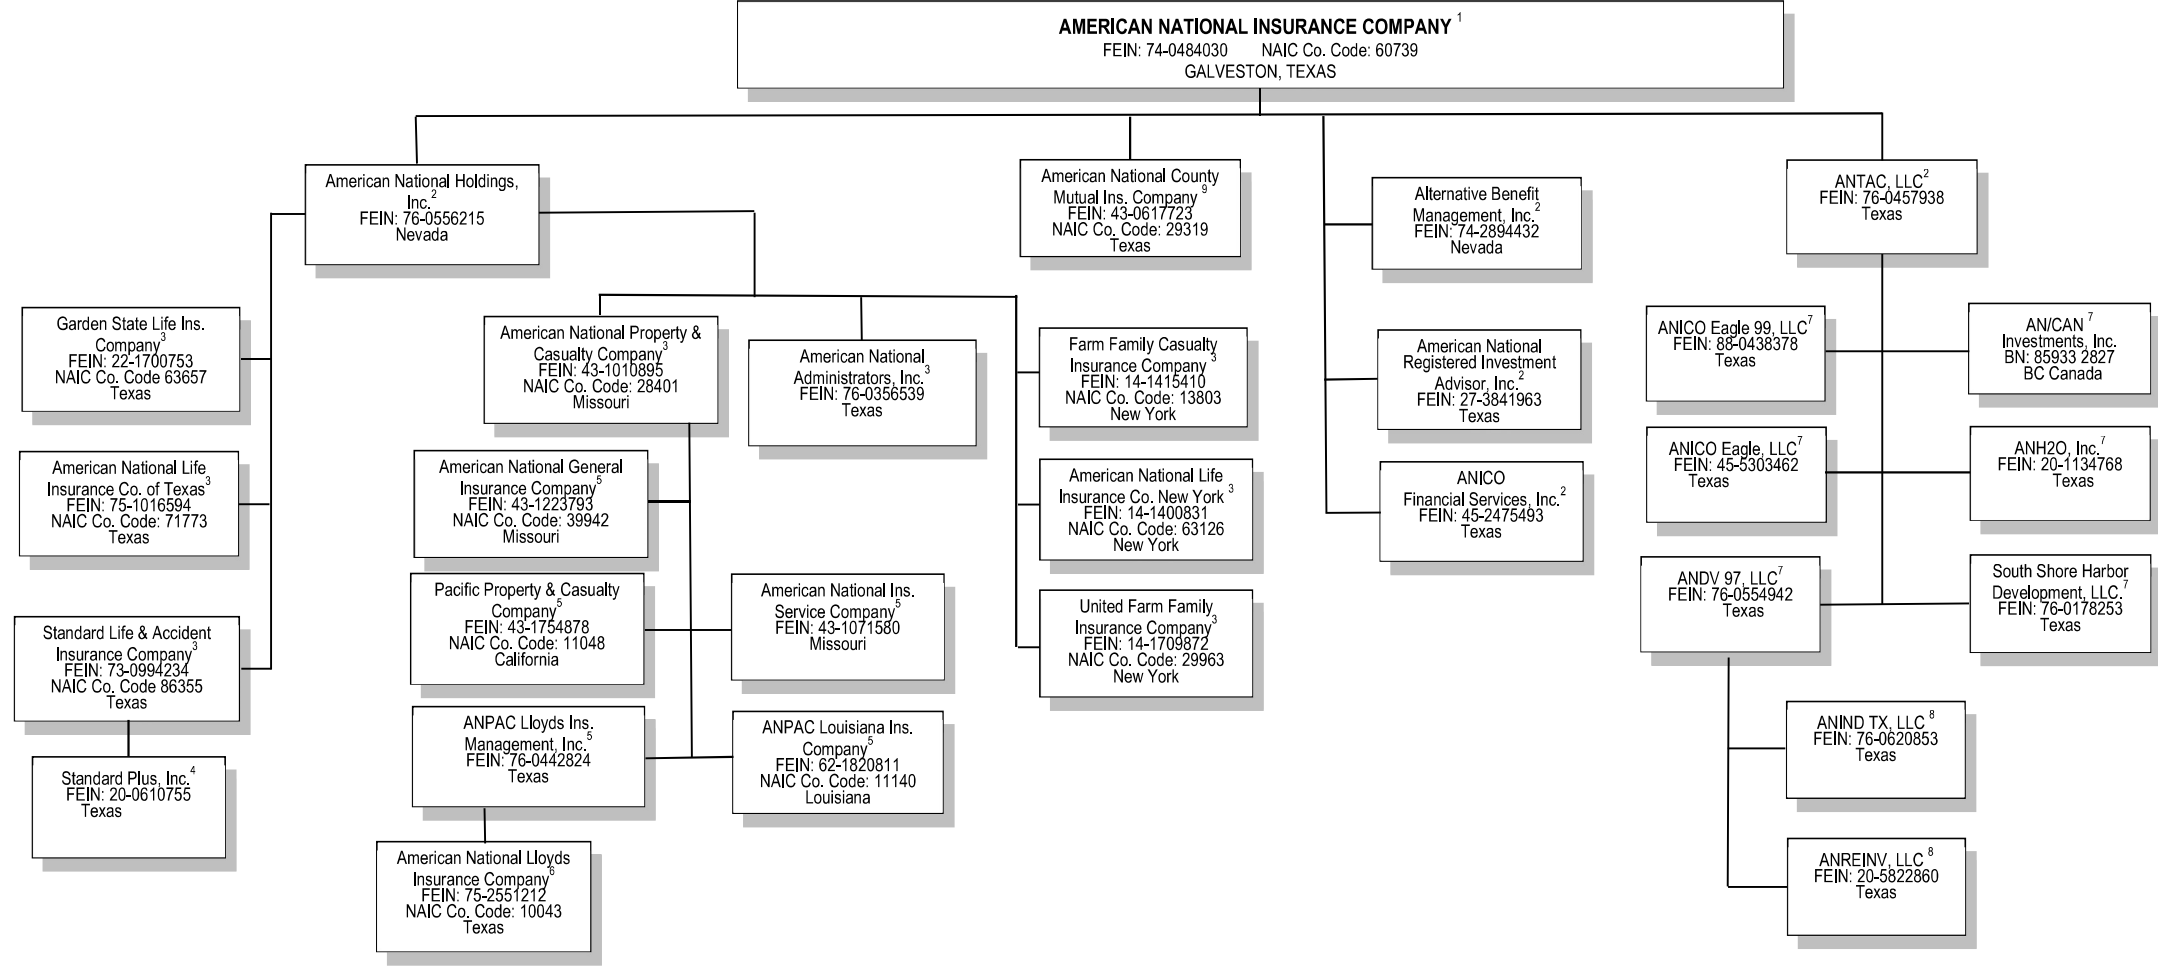 AMERICAN NATIONAL INSURANCE COMPANY 1
FEIN: 74-0484030 NAIC Co. Code: 60739
GALVESTON, TEXAS
American National Holdings,
Inc.2
FEIN: 76-0556215
Nevada
American National County
Mutual Ins. Company 9
FEIN: 43-0617723
NAIC Co. Code: 29319
Texas
Alternative Benefit
Management, Inc.2
FEIN: 74-2894432
Nevada
ANTAC, LLC2
FEIN: 76-0457938
Texas
Garden State Life Ins.
Company3
FEIN: 22-1700753
NAIC Co. Code 63657
Texas
American National Property &
Casualty Company3
FEIN: 43-1010895
NAIC Co. Code: 28401
Missouri
American National
Administrators, Inc.3
FEIN: 76-0356539
Texas
Farm Family Casualty
Insurance Company3
FEIN: 14-1415410
NAIC Co. Code: 13803
New York
American National
Registered Investment
Advisor, Inc.2
FEIN: 27-3841963
Texas
ANICO Eagle 99, LLC7
FEIN: 88-0438378
Texas
AN/CAN 7
Investments, Inc.
BN: 85933 2827
BC Canada
American National Life
Insurance Co. of Texas3
FEIN: 75-1016594
NAIC Co. Code: 71773
Texas
American National General
Insurance Company5
FEIN: 43-1223793
NAIC Co. Code: 39942
Missouri
American National Life
Insurance Co. New York 3
FEIN: 14-1400831
NAIC Co. Code: 63126
New York
ANICO
Financial Services, Inc.2
FEIN: 45-2475493
Texas
ANICO Eagle, LLC7
FEIN: 45-5303462
Texas
ANH2O, Inc.7
FEIN: 20-1134768
Texas
Standard Life & Accident
Insurance Company3
FEIN: 73-0994234
NAIC Co. Code 86355
Texas
Pacific Property & Casualty
Company5
FEIN: 43-1754878
NAIC Co. Code: 11048
California
American National Ins.
Service Company5
FEIN: 43-1071580
Missouri
United Farm Family
Insurance Company3
FEIN: 14-1709872
NAIC Co. Code: 29963
New York
ANDV 97, LLC7
FEIN: 76-0554942
Texas
South Shore Harbor
Development, LLC.7
FEIN: 76-0178253
Texas
Standard Plus, Inc.4
FEIN: 20-0610755
Texas
ANPAC Lloyds Ins.
Management, Inc.5
FEIN: 76-0442824
Texas
ANPAC Louisiana Ins.
Company5
FEIN: 62-1820811
NAIC Co. Code: 11140
Louisiana
ANIND TX, LLC 8
FEIN: 76-0620853
Texas
American National Lloyds
Insurance Company6
FEIN: 75-2551212
NAIC Co. Code: 10043
Texas
ANREINV, LLC 8
FEIN: 20-5822860
Texas